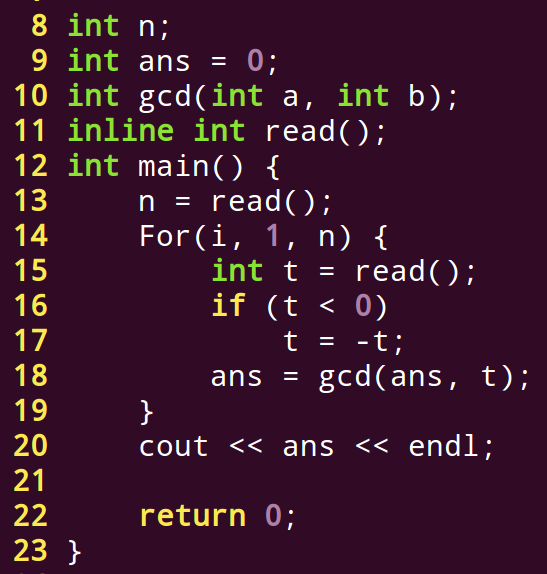 8 int n;
9 int ans = 0;
10 int gcd(int a, int b);
11 inline int read();
12 int main() {
13     n = read();
14     For(i, 1, n) {
15         int t = read();
16         if (t < 0)
17             t = -t;
18         ans = gcd(ans, t);
19     }
20     cout << ans << endl;
21
22     return 0;
23 }